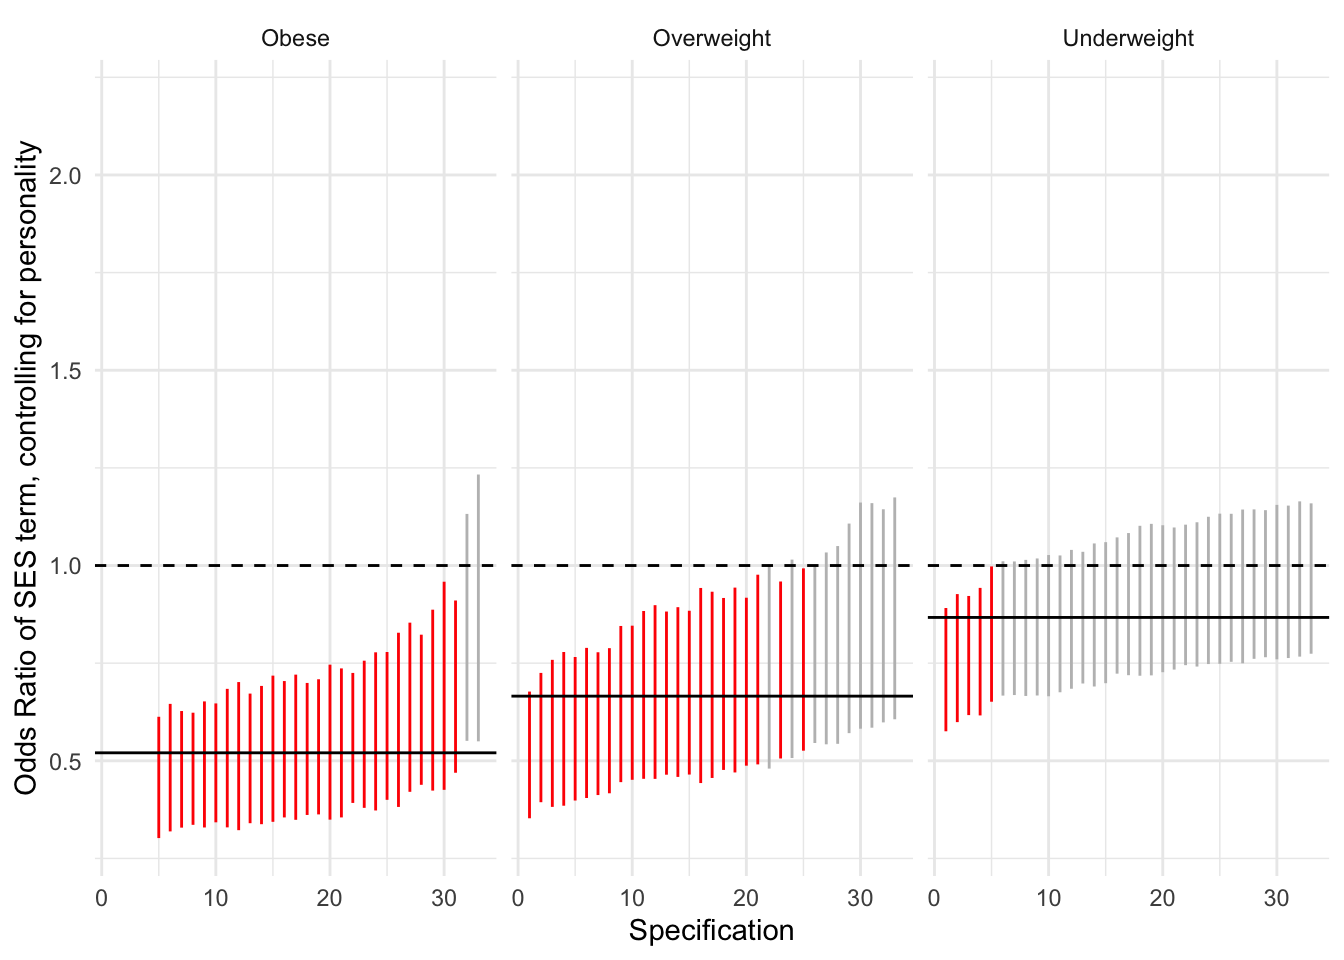 Obese Overweight Underweight
Odds Ratio of SES term, controlling for personality
2.0
1.5
1.0
0.5
0 10 20 30 0 10 20 30 0 10 20 30
Specification